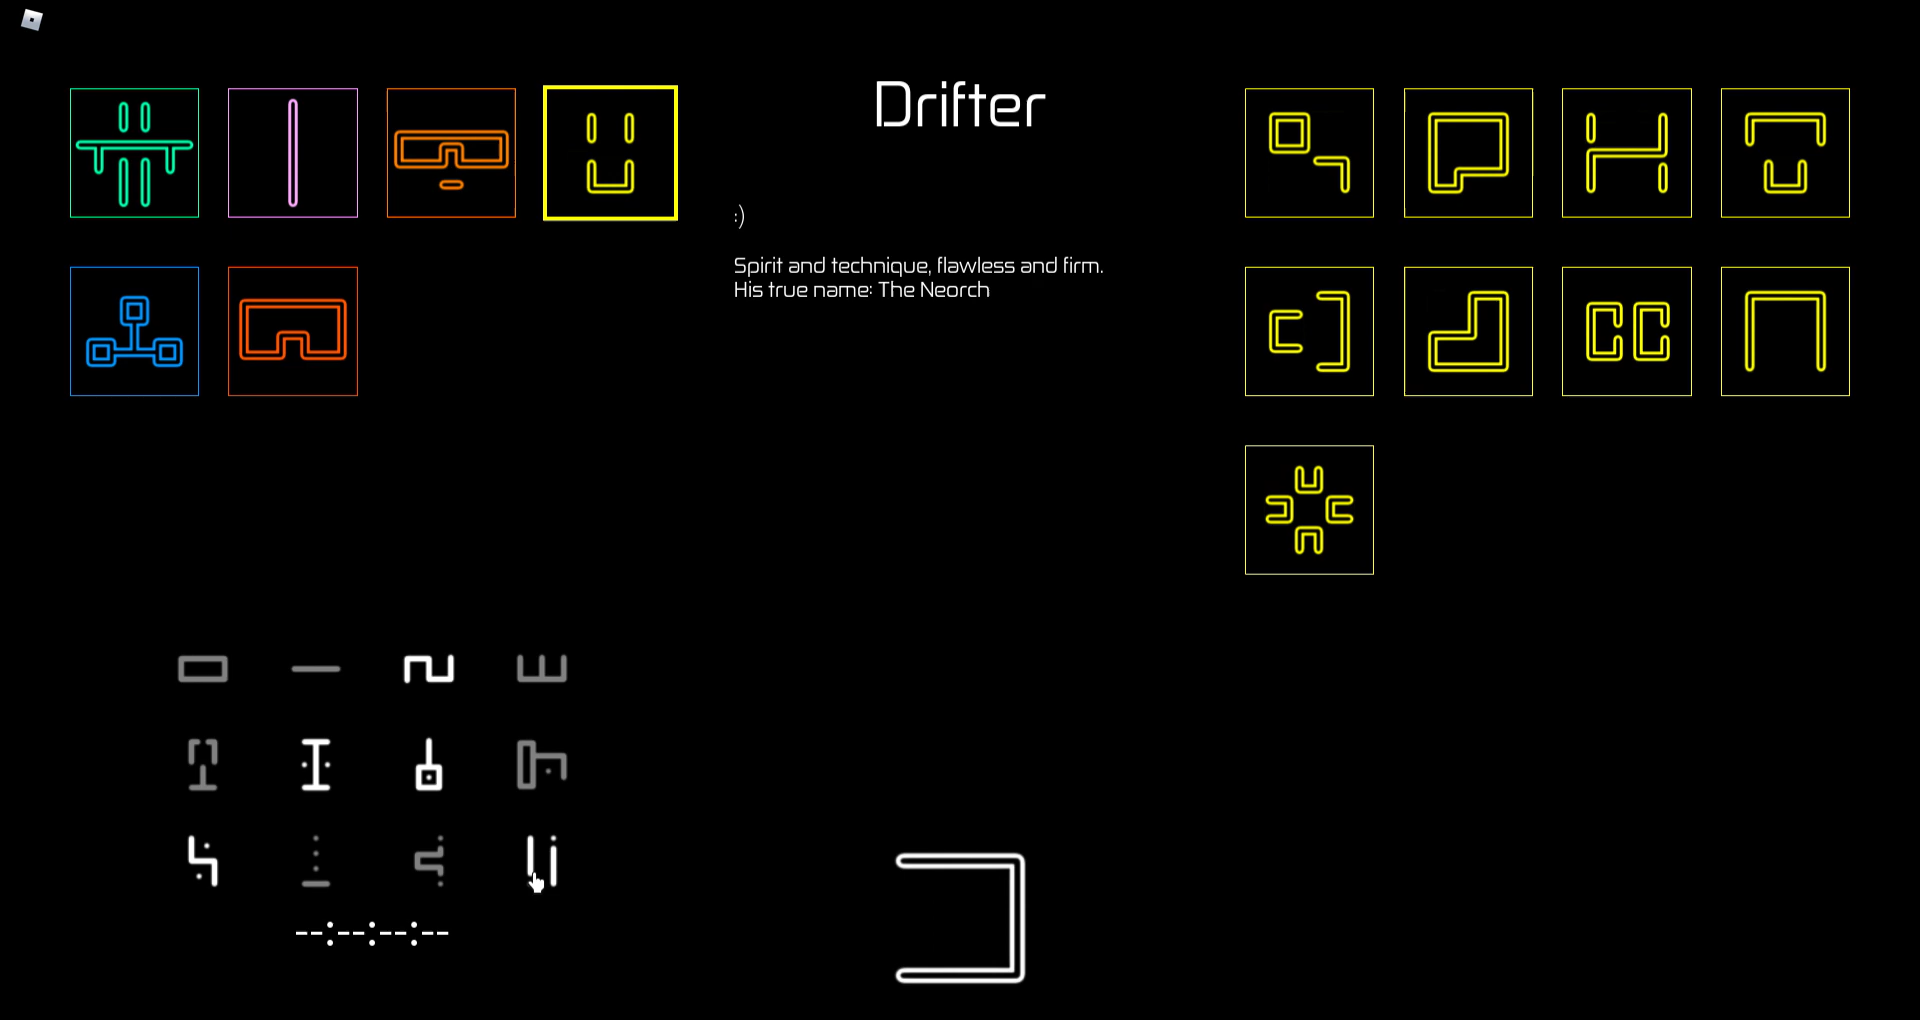 Drifter
:)
Spirit and technique, flawless and firm.
His true name: The Neorch
--:--:--:--